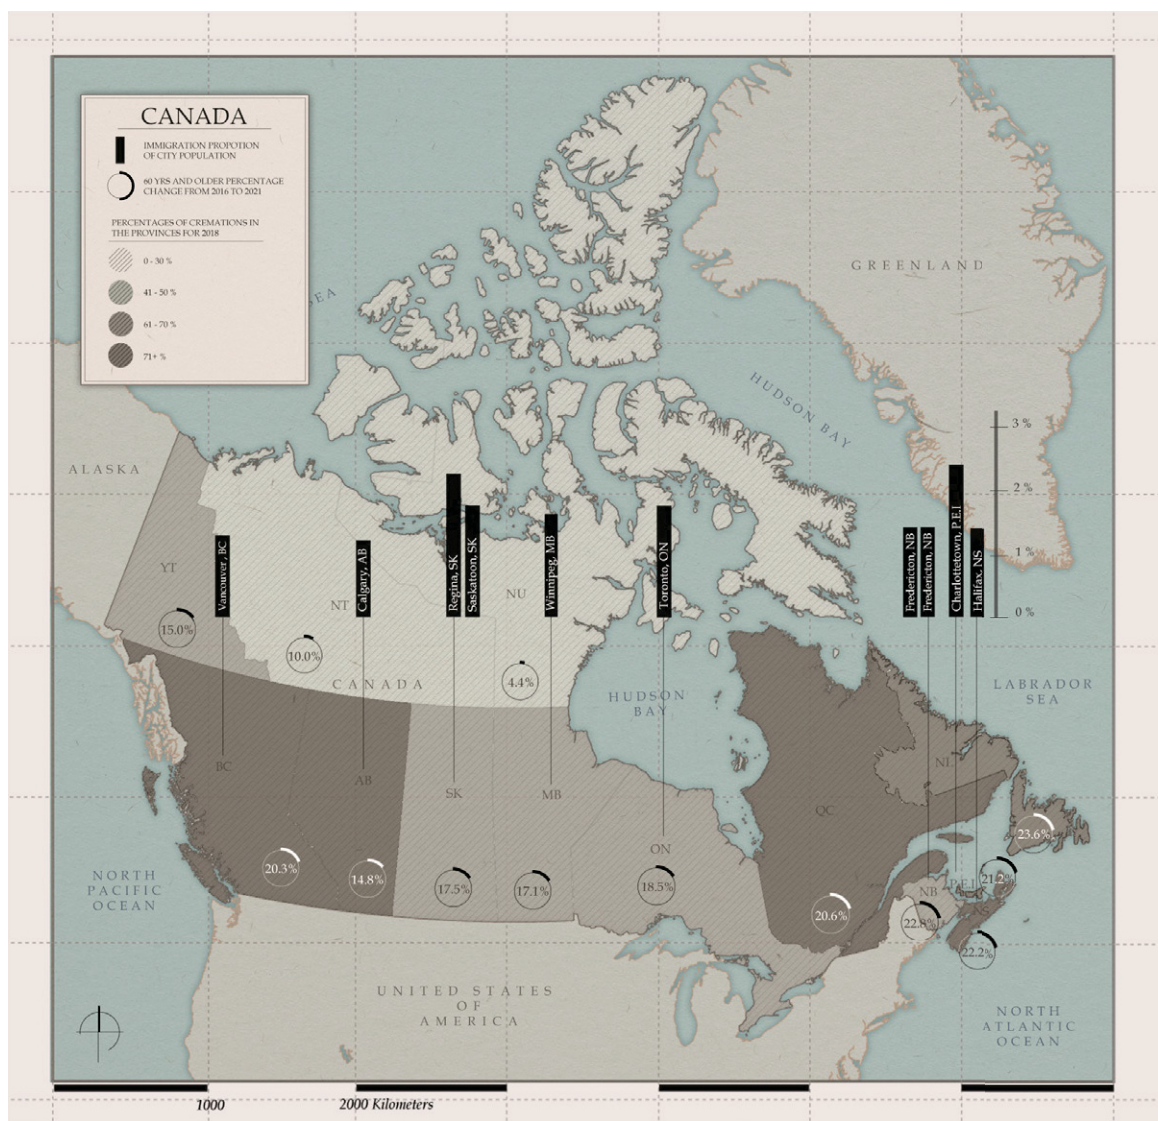 CANADA
IMMIGRATION PROPOTION
OF CITY POPULATION
60 YRS AND OLDER PERCENTAGE
CHANGE FROM 2016 TO 2021
PERCENTAGES OF CREMATIONS IN
THE PROVINCES FOR 2018
0 - 30 %
41 - 50 %
61 - 70 %
71+ %
EA
GREENLAND
HUDSON BAY
ALASKA
3 %
2 %
1 %
0 %
Vancouver , BC
Calgary, AB
Regina, SK
Saskatoon, SK
Winnipeg, MB
Toronto, ON
Fredericton, NB
Fredericton, NB
Charlottetown, P.E.I
Halifax, NS
YT
NT
NU
15.0%
10.0%
4.4%
CANADA
HUDSON
BAY
LABRADOR
SEA
BC
AB
SK
MB
ON
QC
NL
NB
P.E.I
20.3%
14.8%
17.5%
17.1%
18.5%
20.6%
23.6%
21.2%
22.8%
22.2%
NORTH
PACIFIC
OCEAN
UNITED STATES
OF
AMERICA
NORTH
ATLANTIC
OCEAN
1000
2000 Kilometers